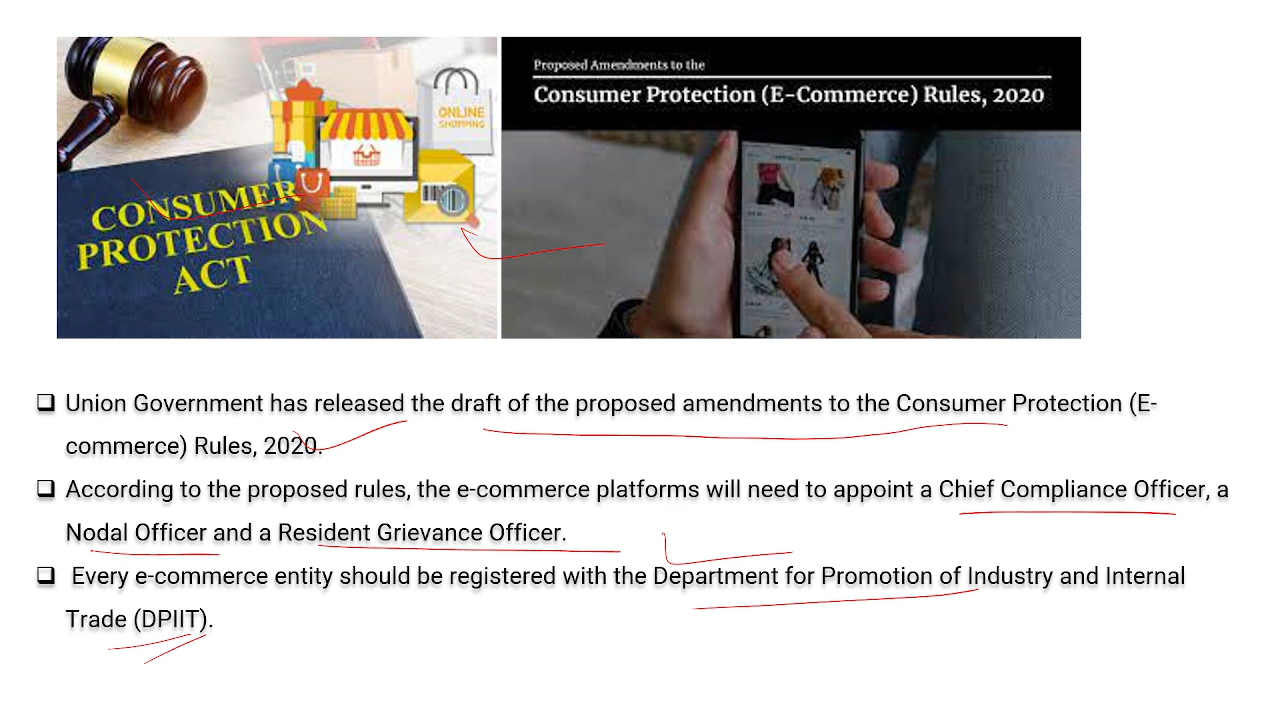 CONSUMER
PROTECTION
ACT
ONLINE
SHOPPING
Proposed Amendments to the
Consumer Protection (E-Commerce) Rules, 2020
Union Government has released the draft of the proposed amendments to the Consumer Protection (E-
commerce) Rules, 2020.
According to the proposed rules, the e-commerce platforms will need to appoint a Chief Compliance Officer, a
Nodal Officer and a Resident Grievance Officer.
Every e-commerce entity should be registered with the Department for Promotion of Industry and Internal
Trade (DPIIT).